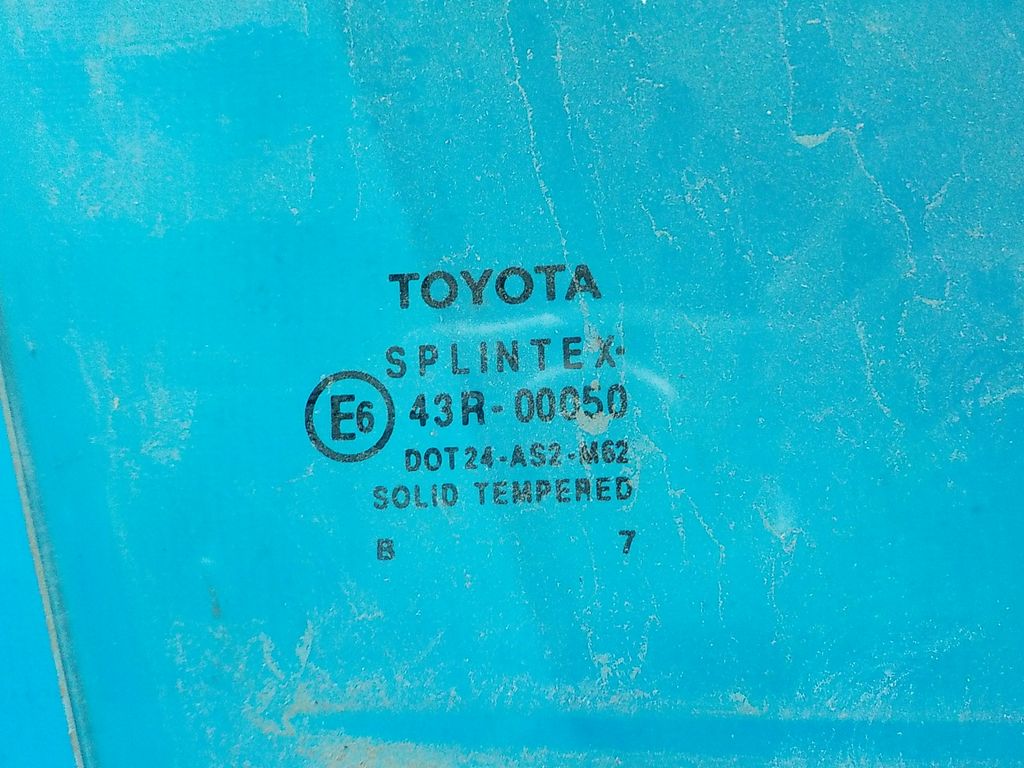 TOYOTA
SPLINTEX
E6 43R-00050
DOT24-AS2-M62
SOLID TEMPERED
B 7